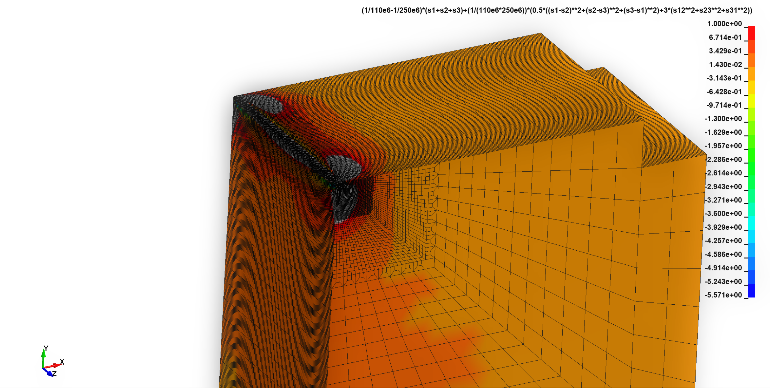 (1/110e6-1/250e6)*(s1+s2+s3)+(1/(110e6*250e6))*(0.5*((s1-s2)**2+(s2-s3)**2+(s3-s1)**2)+3*(s12**2+s23**2+s31**2))
1.000e+00
6.714e-01
3.429e-01
1.430e-02
-3.143e-01
-6.428e-01
-9.714e-01
-1.300e+00
-1.629e+00
-1.957e+00
-2.286e+00
-2.614e+00
-2.943e+00
-3.271e+00
-3.600e+00
-3.929e+00
-4.257e+00
-4.586e+00
-4.914e+00
-5.243e+00
-5.571e+00
Y
X
Z